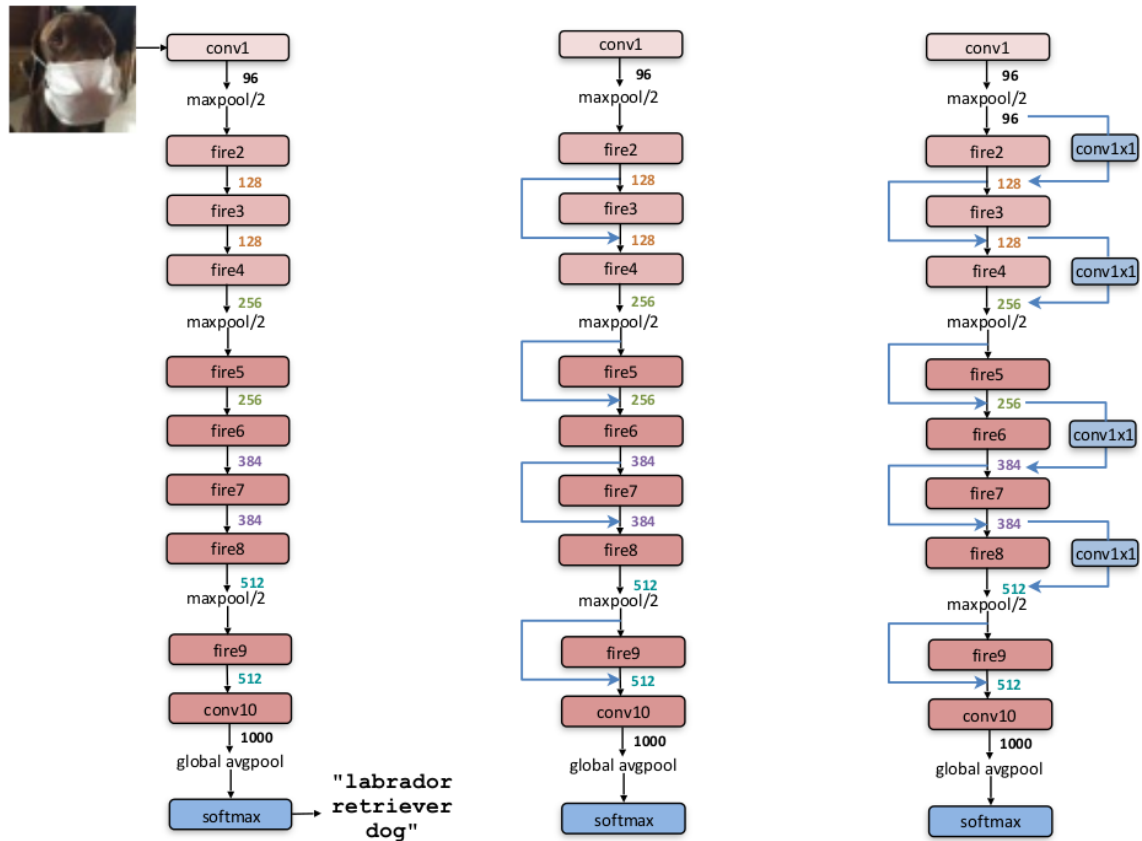 conv1
96
maxpool/2
fire2
128
fire3
128
fire4
256
maxpool/2
fire5
256
fire6
384
fire7
384
fire8
512
maxpool/2
fire9
512
conv10
1000
global avgpool
softmax
"labrador
retriever
dog"
conv1
96
maxpool/2
fire2
128
fire3
128
fire4
256
maxpool/2
fire5
256
fire6
384
fire7
384
fire8
512
maxpool/2
fire9
512
conv10
1000
global avgpool
softmax
conv1
96
maxpool/2
96
conv1x1
fire2
128
fire3
128
fire4
conv1x1
256
maxpool/2
fire5
256
fire6
conv1x1
384
fire7
384
fire8
conv1x1
512
maxpool/2
fire9
512
conv10
1000
global avgpool
softmax